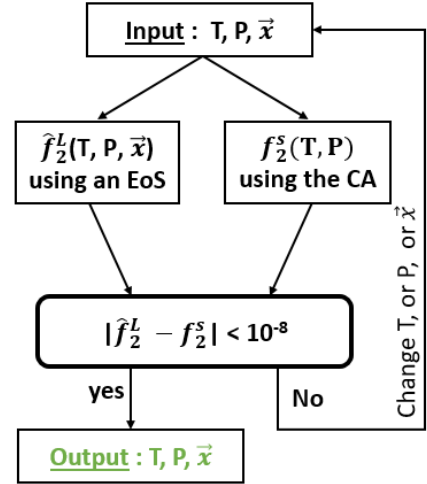 Input : T, P, x⃗
f̂₂ᴸ(T, P, x⃗)
using an EoS
f₂ˢ(T, P)
using the CA
|f̂₂ᴸ − f₂ˢ| < 10⁻⁸
yes
No
Change T, or P, or x⃗
Output : T, P, x⃗